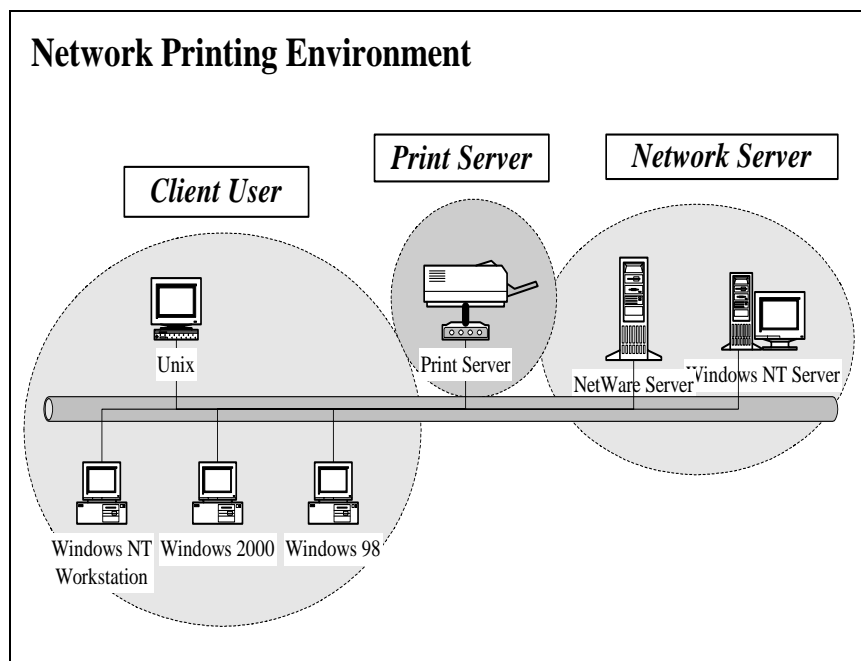 Network Printing Environment
Client User
Print Server
Network Server
Unix
Print Server
NetWare Server
Windows NT Server
Windows NT
Workstation
Windows 2000
Windows 98